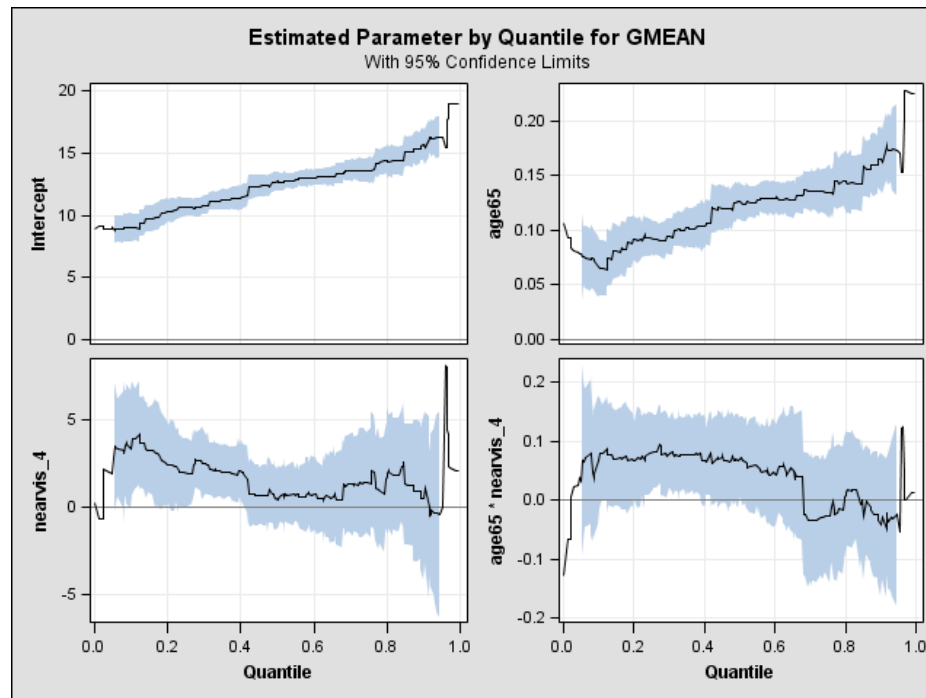 Estimated Parameter by Quantile for GMEAN
With 95% Confidence Limits
Intercept
20
15
10
5
0
age65
0.20
0.15
0.10
0.05
0.00
nearvis_4
5
0
-5
0.0 0.2 0.4 0.6 0.8 1.0
Quantile
age65 * nearvis_4
0.2
0.1
0.0
-0.1
-0.2
0.0 0.2 0.4 0.6 0.8 1.0
Quantile